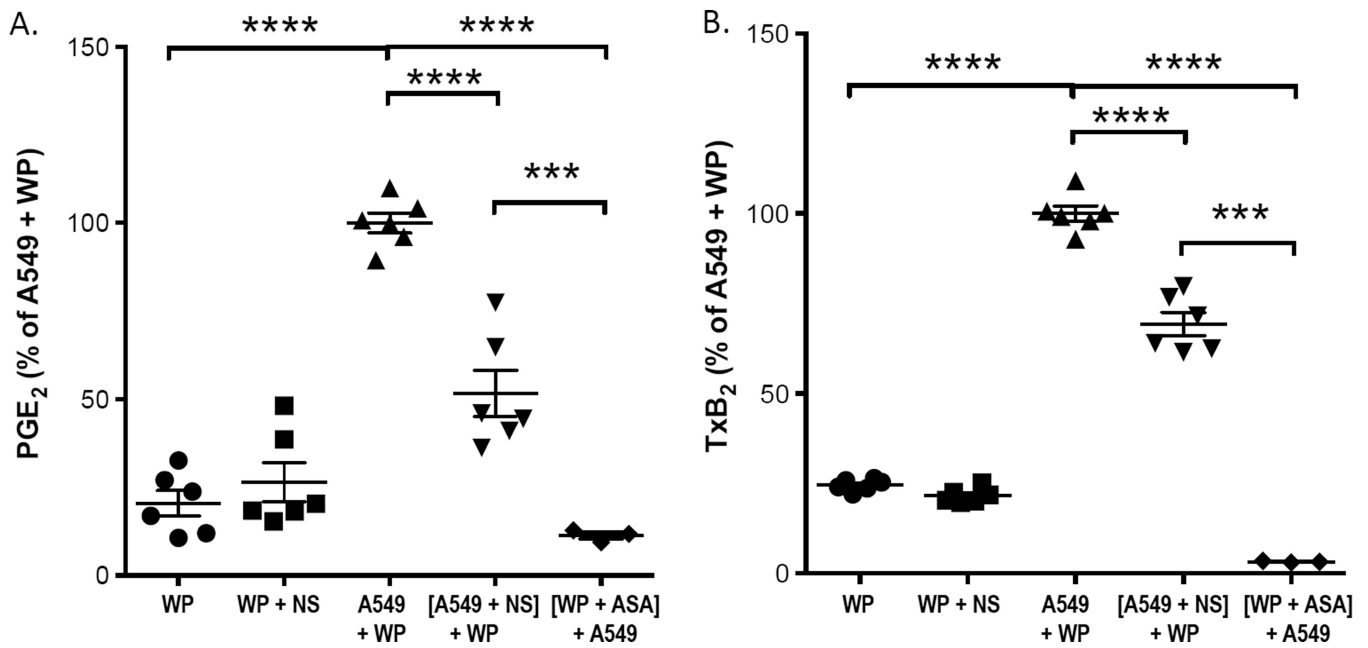 A.
****
****
****
***
150
100
50
0
PGE2 (% of A549 + WP)
WP
WP + NS
A549
+ WP
[A549 + NS]
+ WP
[WP + ASA]
+ A549
B.
****
****
****
***
150
100
50
0
TxB2 (% of A549 + WP)
WP
WP + NS
A549
+ WP
[A549 + NS]
+ WP
[WP + ASA]
+ A549